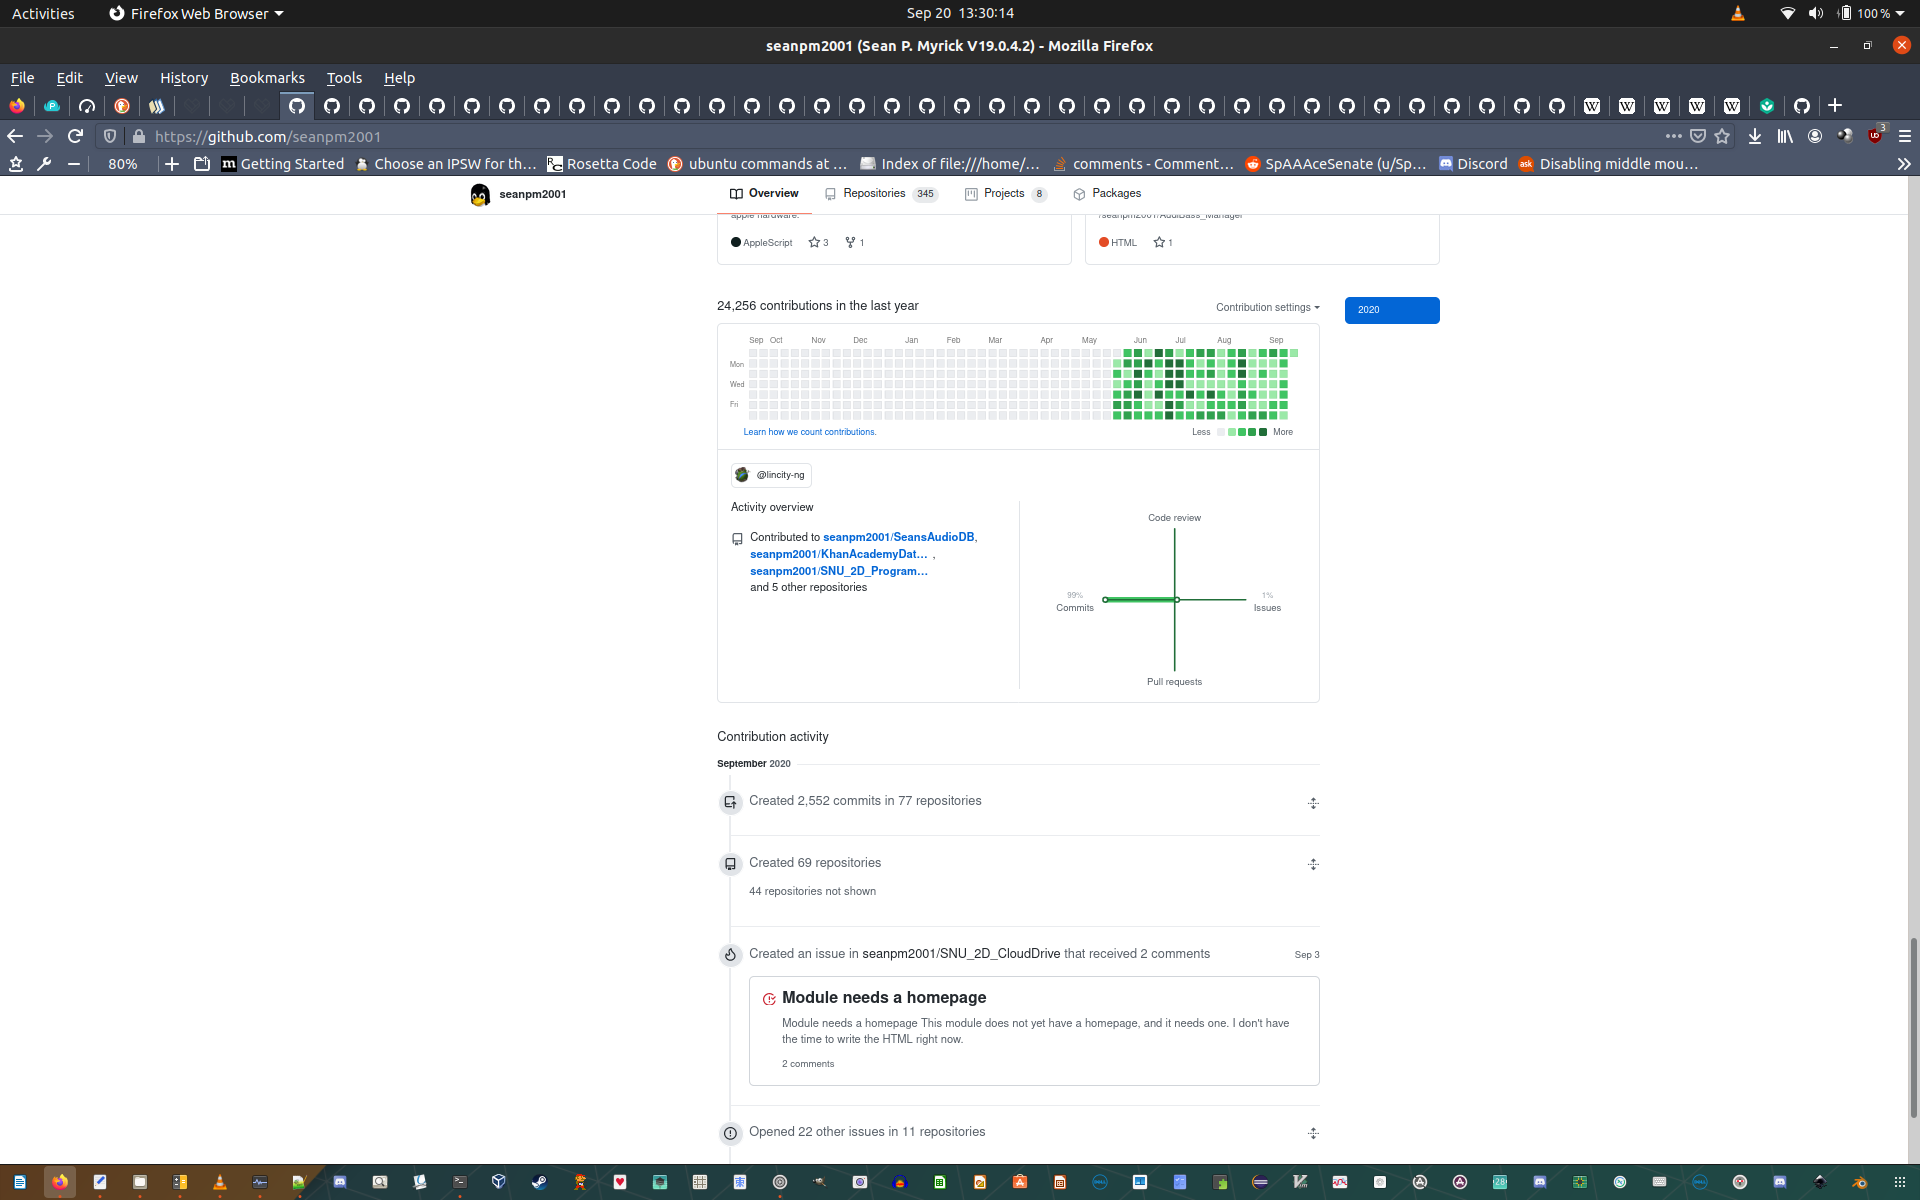 Activities
Firefox Web Browser
Sep 20 13:30:14
100 %
seanpm2001 (Sean P. Myrick V19.0.4.2) - Mozilla Firefox
File Edit View History Bookmarks Tools Help
https://github.com/seanpm2001
3
80%
Getting Started
Choose an IPSW for th…
Rosetta Code
ubuntu commands at …
Index of file:///home/…
comments - Comment…
SpAAAceSenate (u/Sp…
Discord
Disabling middle mou…
seanpm2001
Overview
Repositories 345
Projects 8
Packages
apple hardware.
/seanpm2001/AudiBass_Manager
AppleScript 3 1
HTML 1
24,256 contributions in the last year
Contribution settings
2020
Sep Oct Nov Dec Jan Feb Mar Apr May Jun Jul Aug Sep
Mon
Wed
Fri
Learn how we count contributions.
Less More
@lincity-ng
Activity overview
Contributed to seanpm2001/SeansAudioDB,
seanpm2001/KhanAcademyDat… ,
seanpm2001/SNU_2D_Program…
and 5 other repositories
Code review
99%
Commits
1%
Issues
Pull requests
Contribution activity
September 2020
Created 2,552 commits in 77 repositories
Created 69 repositories
44 repositories not shown
Created an issue in seanpm2001/SNU_2D_CloudDrive that received 2 comments
Sep 3
Module needs a homepage
Module needs a homepage This module does not yet have a homepage, and it needs one. I don't have
the time to write the HTML right now.
2 comments
Opened 22 other issues in 11 repositories